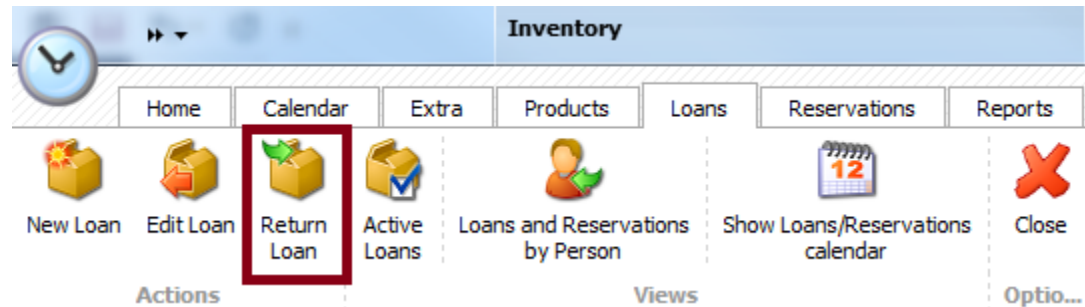 Inventory
Home Calendar Extra Products Loans Reservations Reports
12
New Loan Edit Loan Return Loan Active Loans Loans and Reservations by Person Show Loans/Reservations calendar Close
Actions Views Optio...